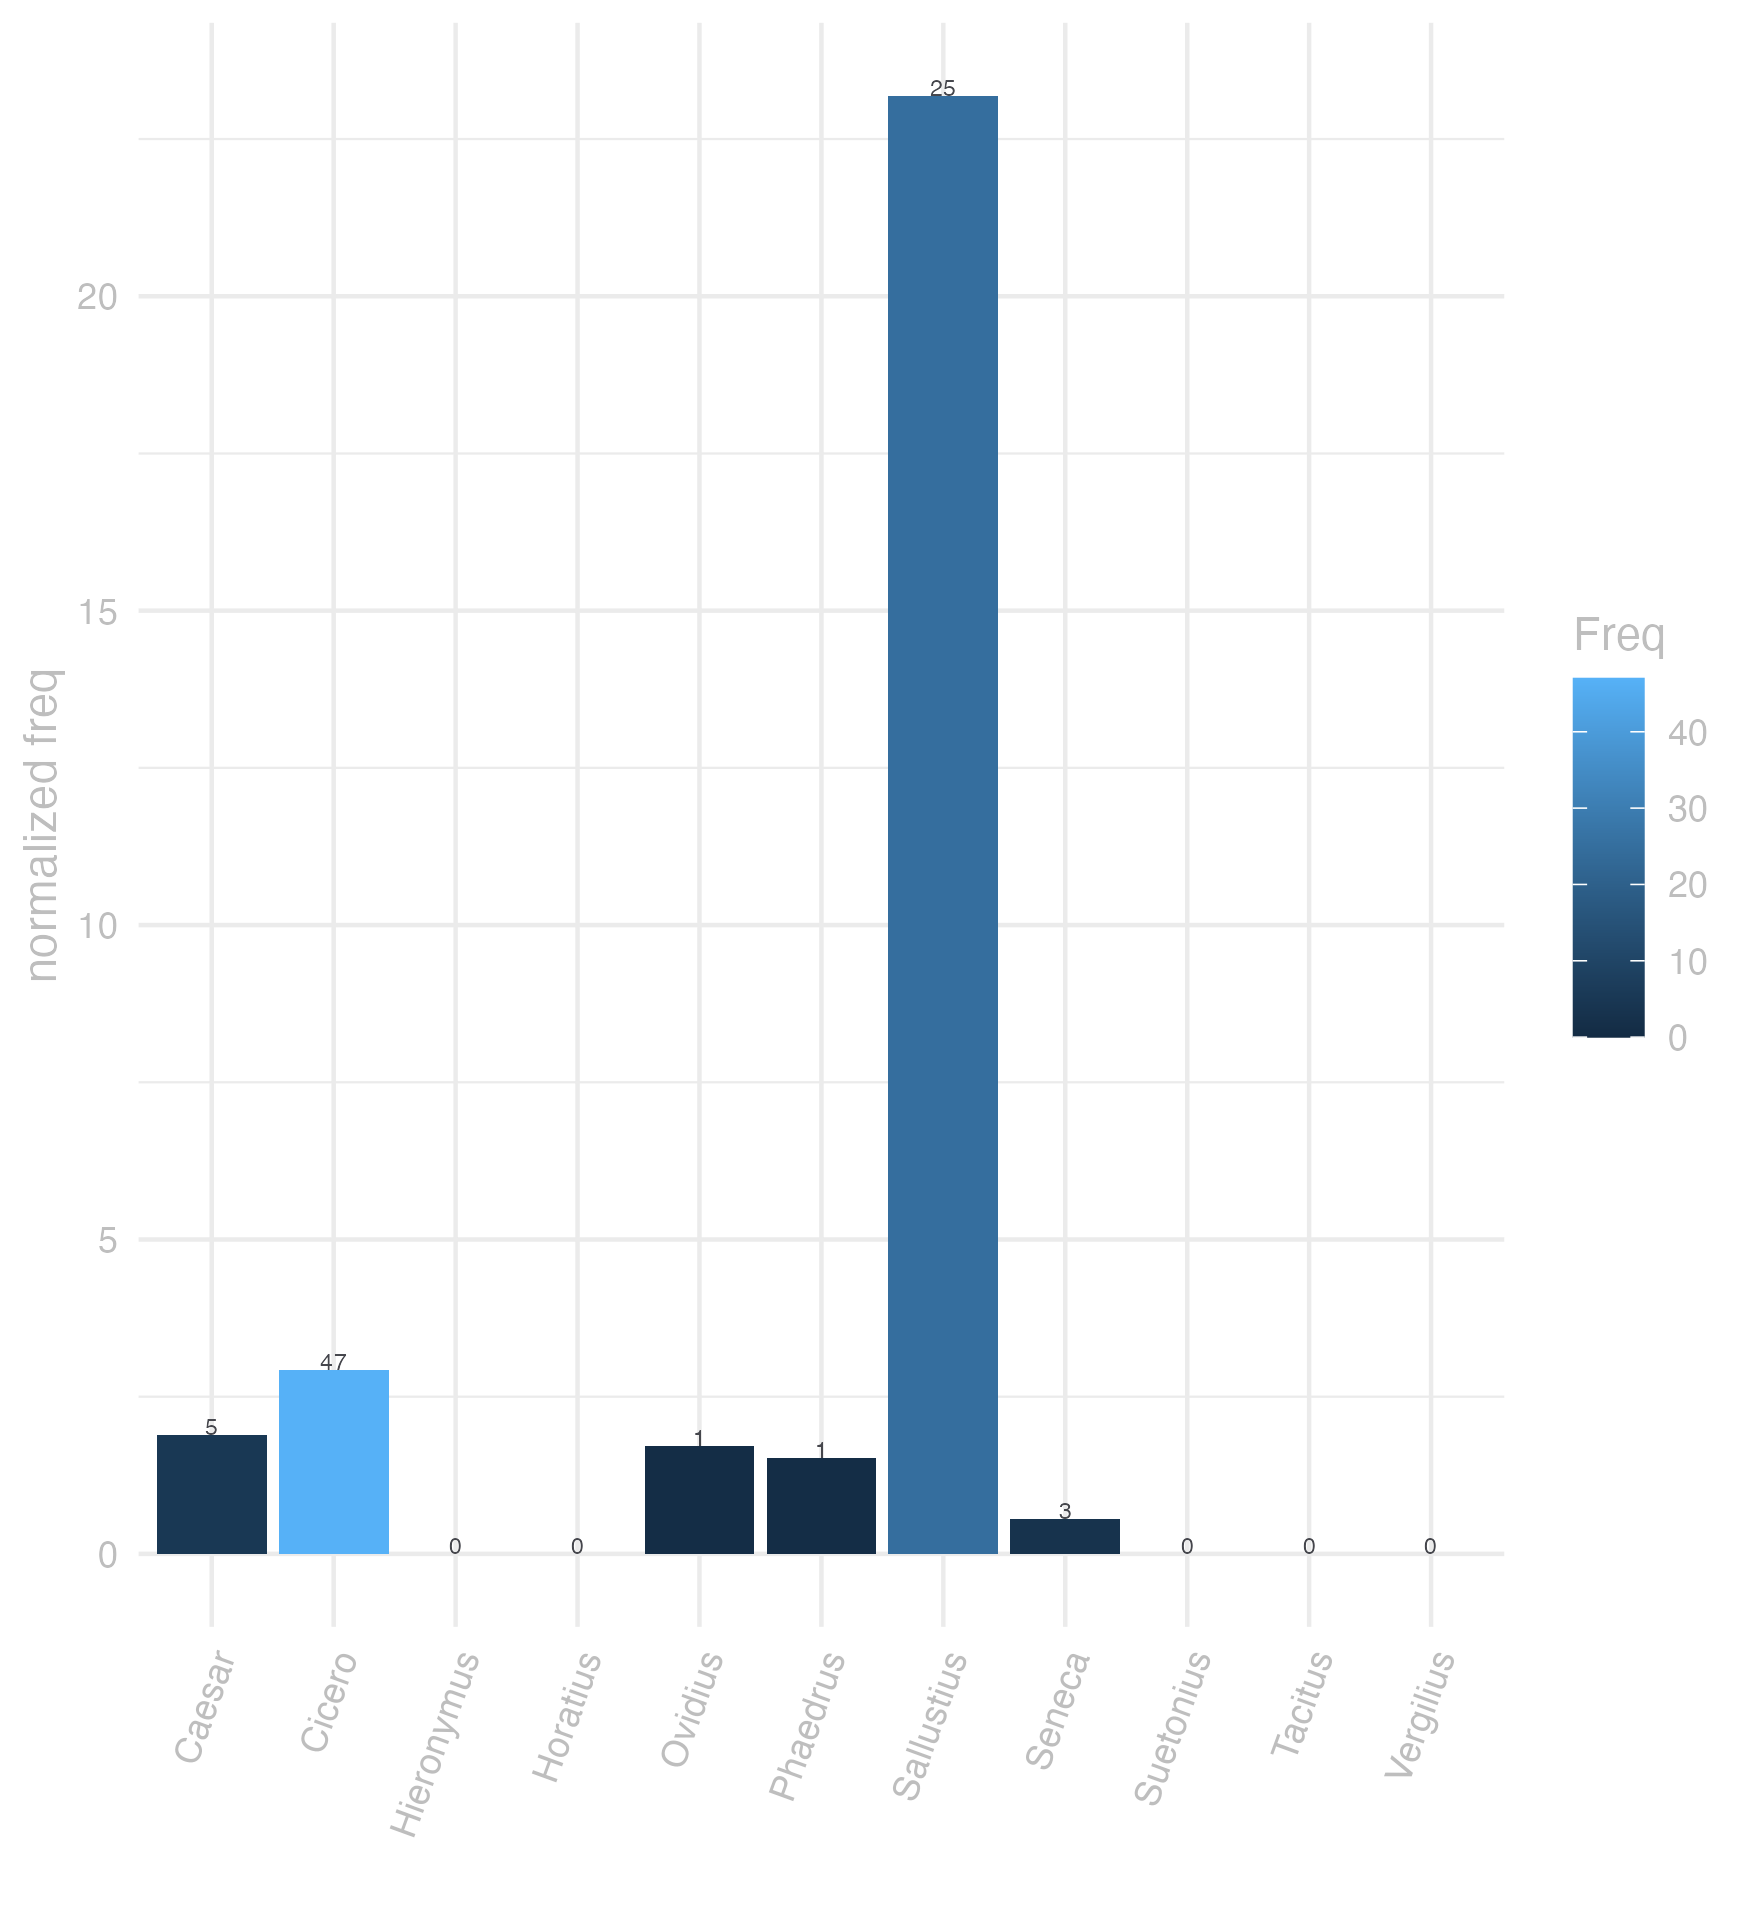 25
20
15
10
5
0
normalized freq
47
5
0
0
1
1
3
0
0
0
Caesar
Cicero
Hieronymus
Horatius
Ovidius
Phaedrus
Sallustius
Seneca
Suetonius
Tacitus
Vergilius
Freq
40
30
20
10
0